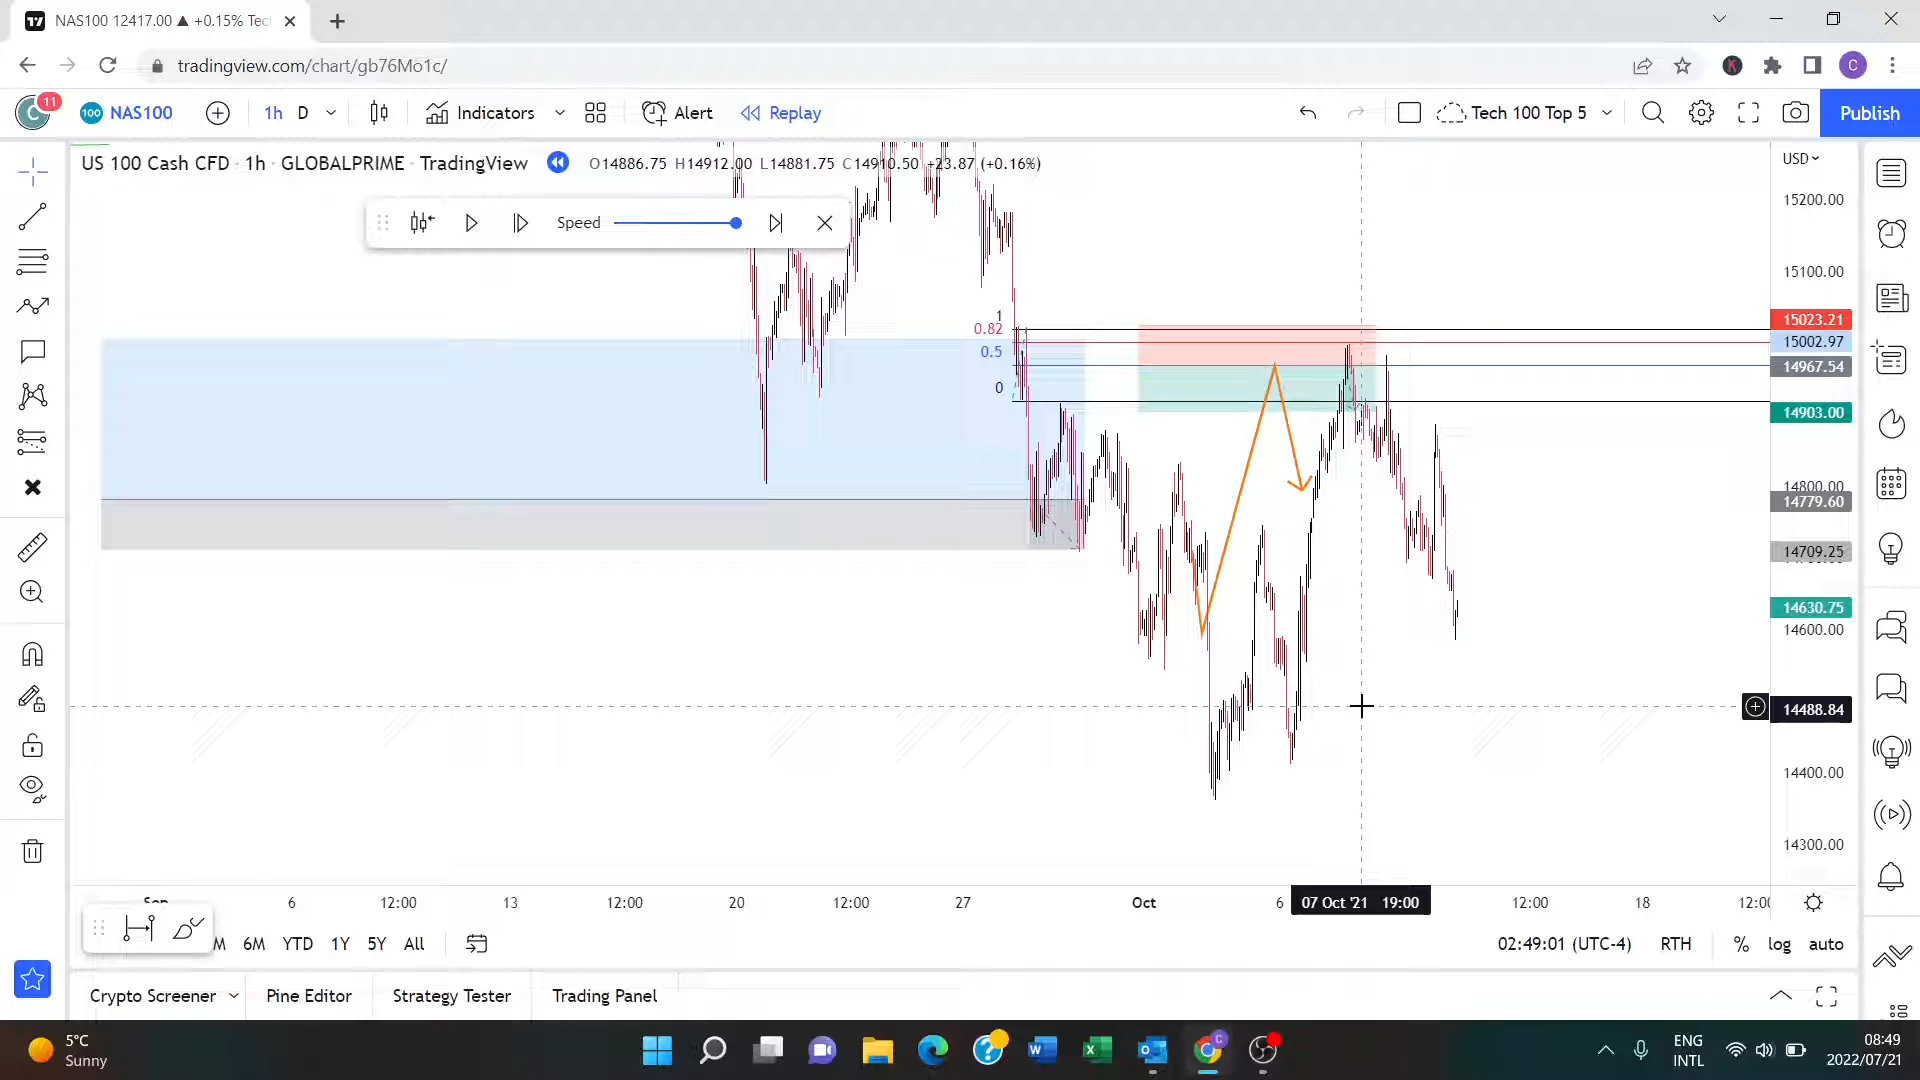 NAS100 12417.00 ▲ +0.15% Tec
tradingview.com/chart/gb76Mo1c/
C
11
C
100 NAS100
1h
D
Indicators
Alert
Replay
Tech 100 Top 5
Publish
US 100 Cash CFD · 1h · GLOBALPRIME · TradingView
O14886.75 H14912.00 L14881.75 C14910.50 +23.87 (+0.16%)
USD
Speed
15200.00
15100.00
1
0.82
0.5
0
15023.21
15002.97
14967.54
14903.00
14800.00
14779.60
14709.25
14630.75
14600.00
14488.84
14400.00
14300.00
Sep
6
12:00
13
12:00
20
12:00
27
Oct
6
07 Oct '21 19:00
12:00
18
12:00
M
6M
YTD
1Y
5Y
All
02:49:01 (UTC-4)
RTH
%
log
auto
Crypto Screener
Pine Editor
Strategy Tester
Trading Panel
5°C
Sunny
ENG
INTL
08:49
2022/07/21